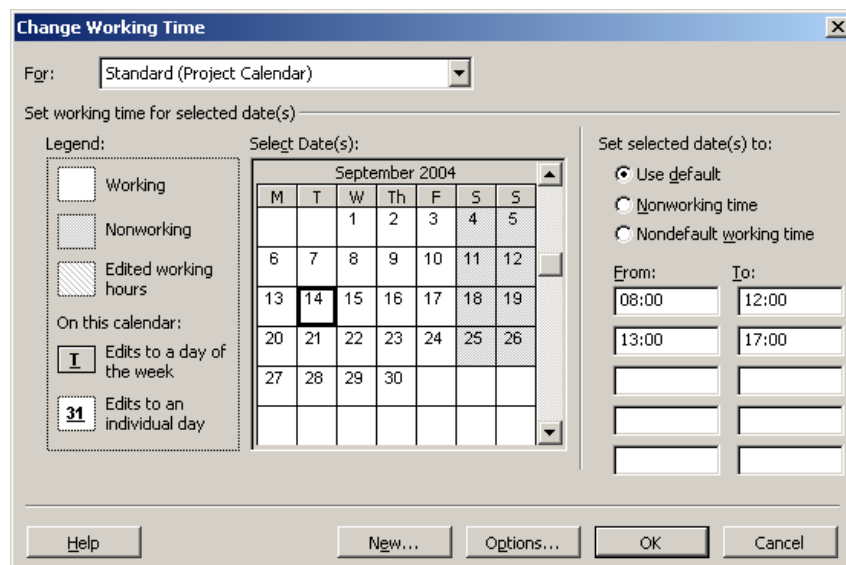 Change Working Time
For: Standard (Project Calendar)
Set working time for selected date(s)
Legend:
Working
Nonworking
Edited working
hours
On this calendar:
T Edits to a day of
the week
31 Edits to an
individual day
Select Date(s):
September 2004
M T W Th F S S
1 2 3 4 5
6 7 8 9 10 11 12
13 14 15 16 17 18 19
20 21 22 23 24 25 26
27 28 29 30
Set selected date(s) to:
Use default
Nonworking time
Nondefault working time
From: To:
08:00 12:00
13:00 17:00
Help New... Options... OK Cancel